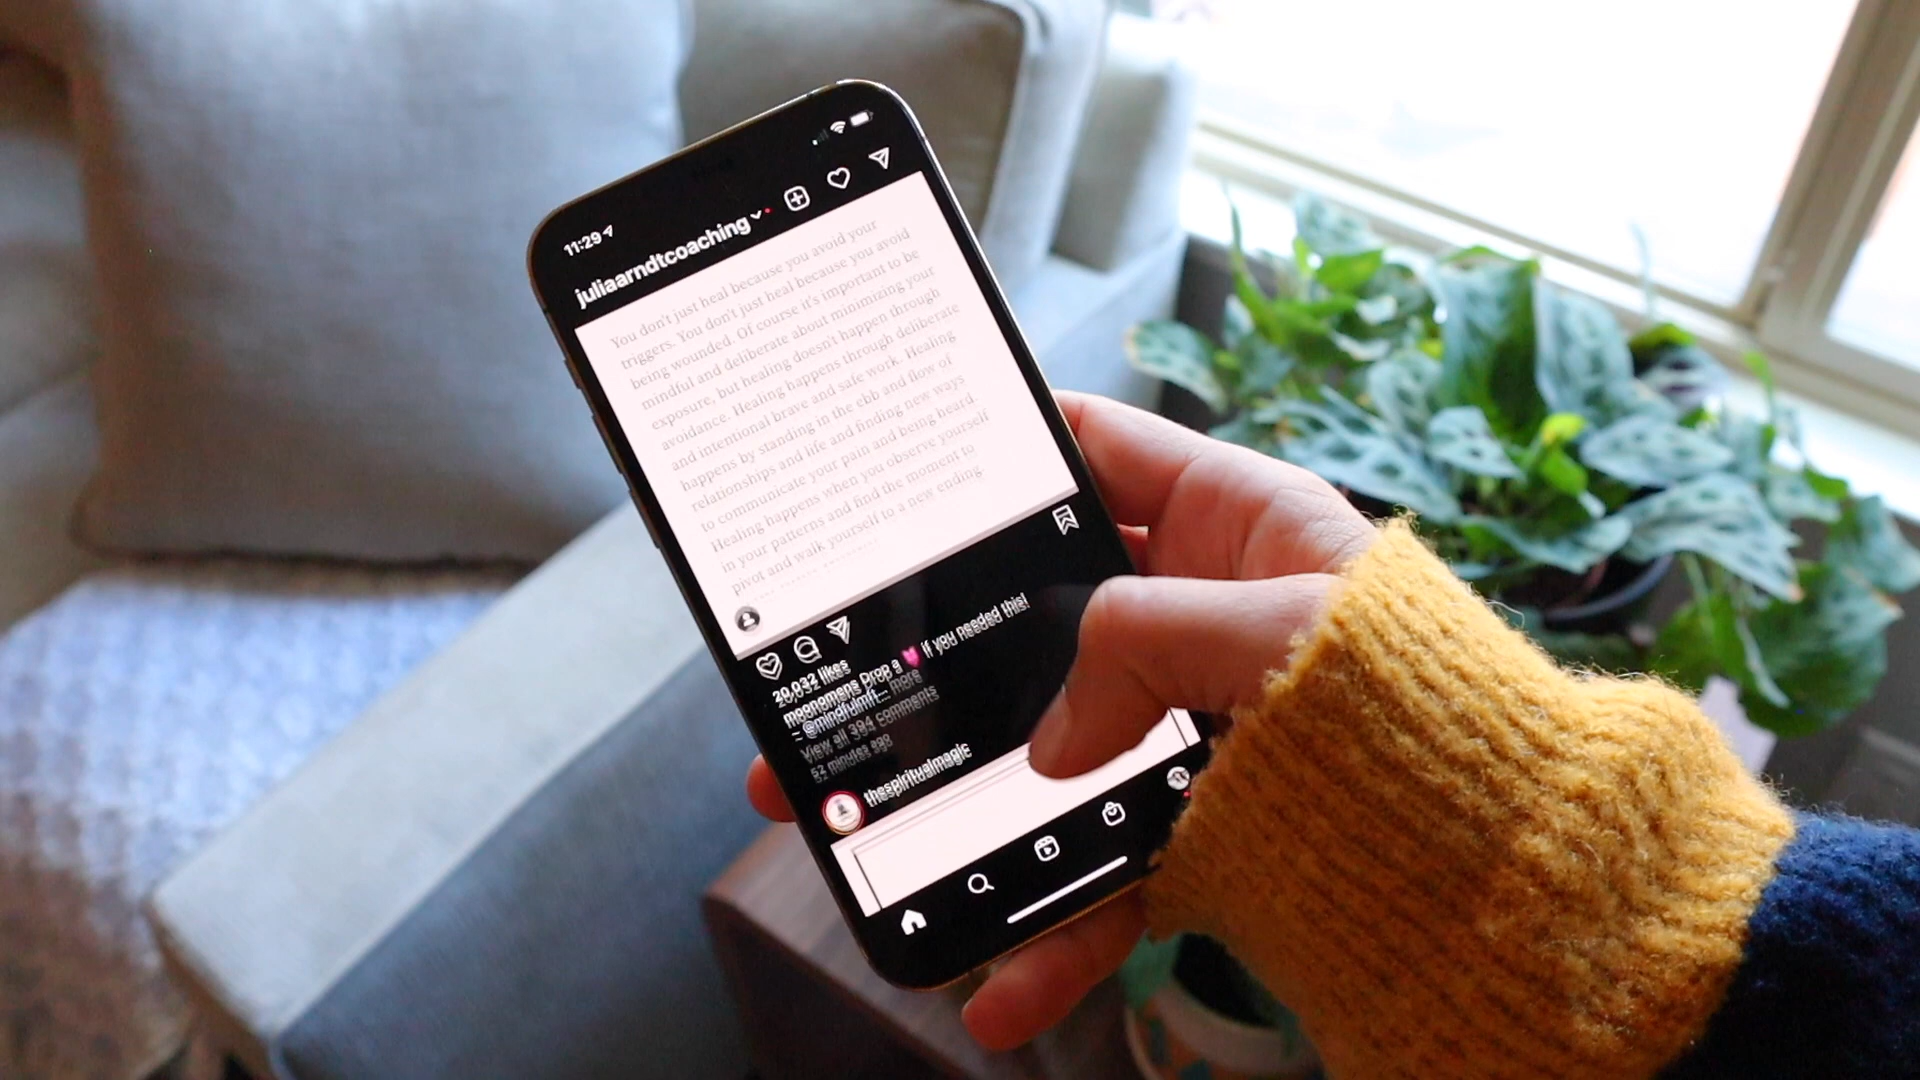 11:29
juliaarndtcoaching
You don't just heal because you avoid your
triggers. You don't just heal because you avoid
being wounded. Of course it's important to be
mindful and deliberate about minimizing your
exposure, but healing doesn't happen through
avoidance. Healing happens through deliberate
and intentional brave and safe work. Healing
happens by standing in the ebb and flow of
relationships and life and finding new ways
to communicate your pain and being heard.
Healing happens when you observe yourself
in your patterns and find the moment to
pivot and walk yourself to a new ending.
20,032 likes
moonomens Drop a 💗 if you needed this!
~ @mindfulmft... more
View all 394 comments
52 minutes ago
thespiritualmagic